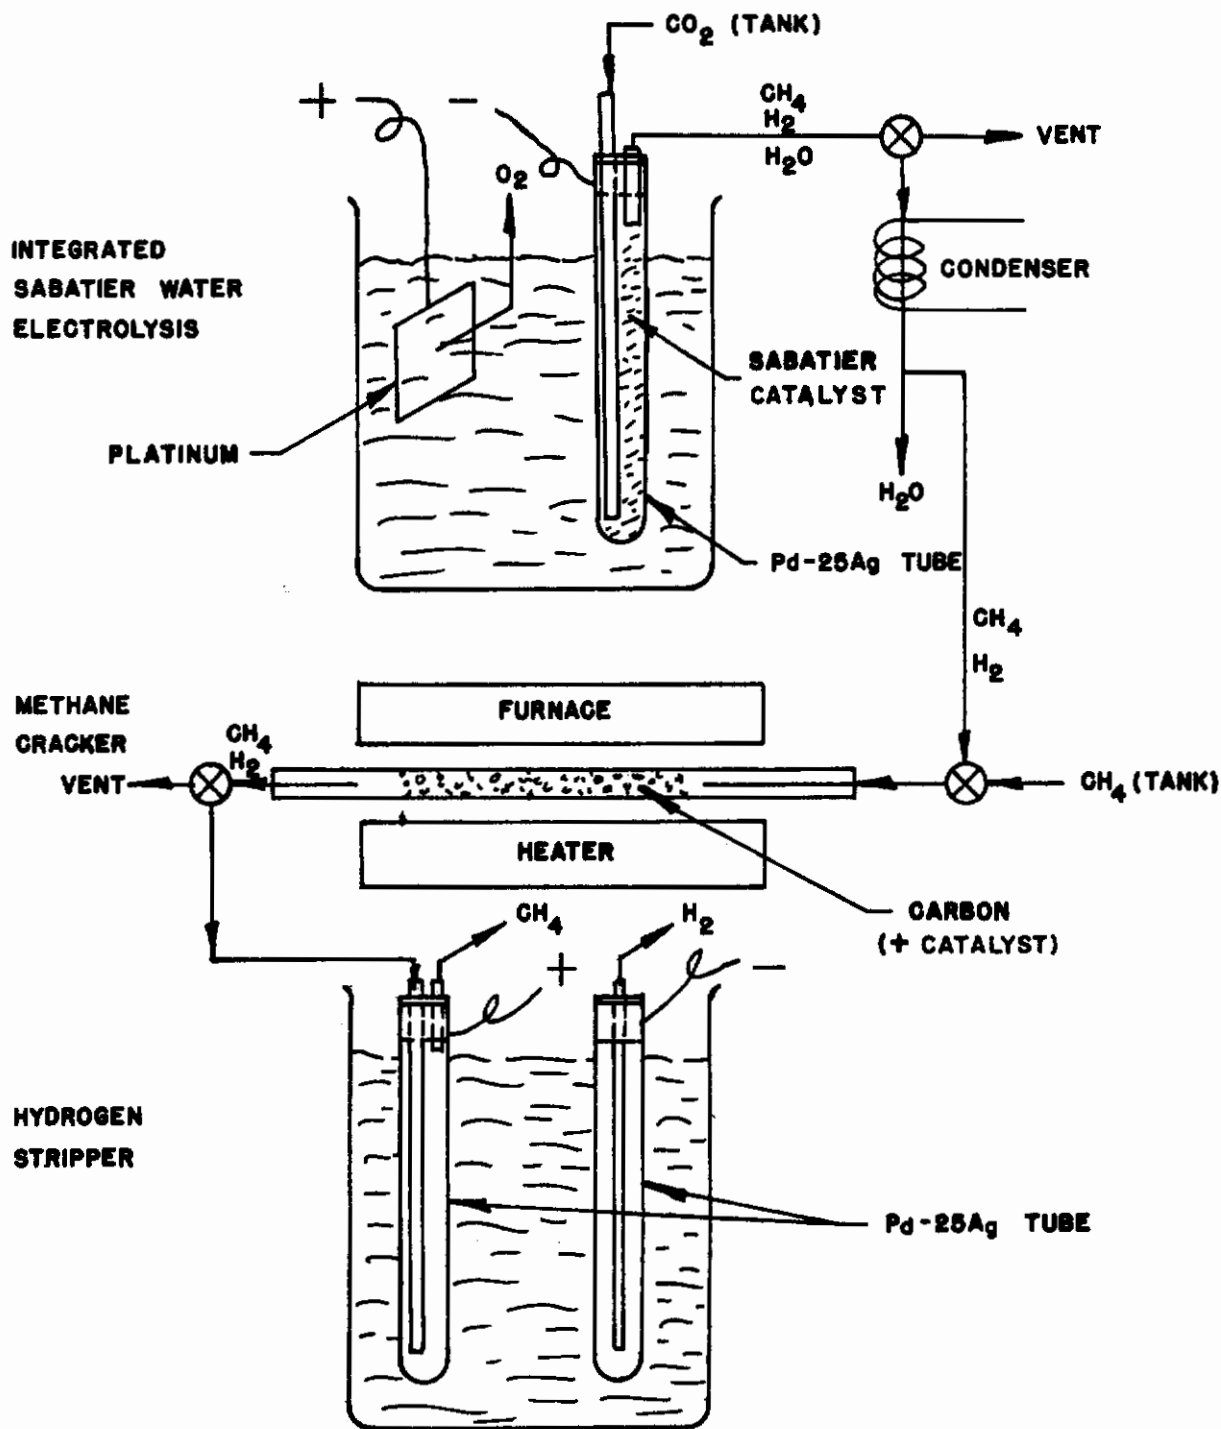 CO₂ (TANK)
+
−
CH₄
H₂
H₂O
VENT
O₂
INTEGRATED
SABATIER WATER
ELECTROLYSIS
CONDENSER
SABATIER
CATALYST
PLATINUM
H₂O
Pd-25Ag TUBE
CH₄
H₂
METHANE
CRACKER
FURNACE
CH₄
H₂
VENT
CH₄ (TANK)
HEATER
CARBON
(+ CATALYST)
CH₄
H₂
+
−
HYDROGEN
STRIPPER
Pd-25Ag TUBE